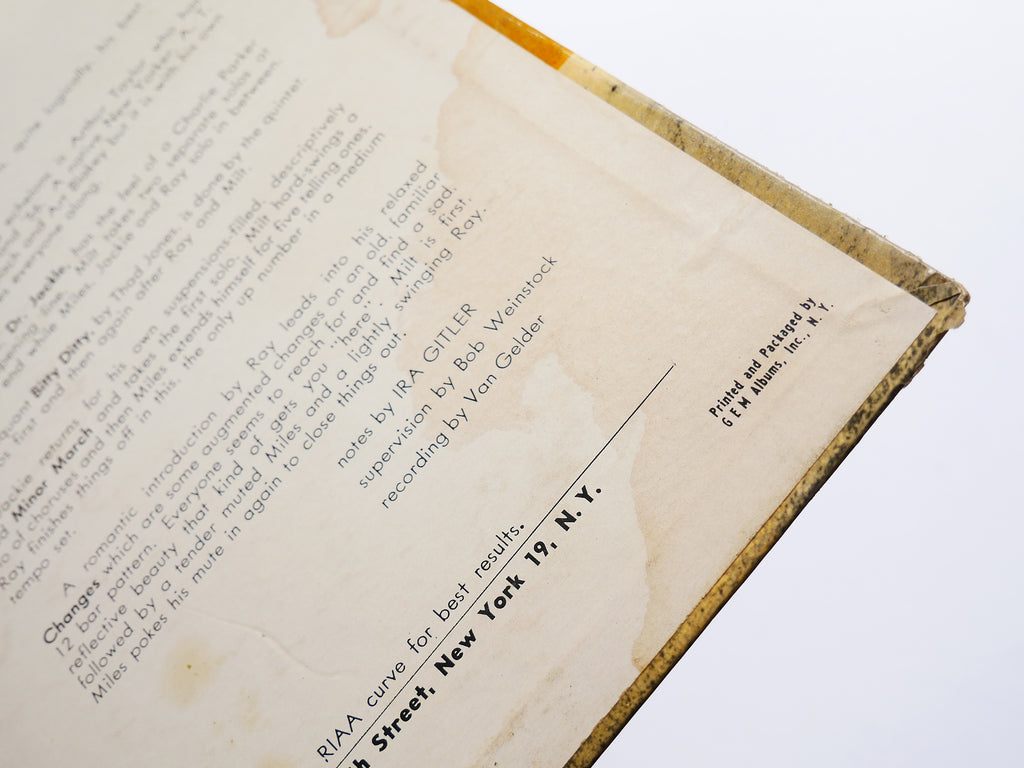 quite logically, his
schisms is Arthur Taylor who
is a native New Yorker. A. T.
Art Blakey but it is with his own
everyone along.
Dr. Jackle, has the feel of a Charlie Parker
line. Milt takes two separate solos at
end while Miles, Jackie and Ray solo in between.
Bitty Ditty, by Thad Jones, is done by the quintet.
first and then again after Ray and Milt.
returns for his own suspensions-filled, descriptively
Minor March and takes the first solo. Milt hard-swings a
of choruses and then Miles extends himself for five telling ones.
Ray finishes things off in this, the only up number in a medium
tempo set.
A romantic introduction by Ray leads into his relaxed
Changes which are some augmented changes on an old, familiar
12 bar pattern. Everyone seems to reach for and find a sad,
reflective beauty that kind of gets you "here". Milt is first,
followed by a tender muted Miles and a lightly swinging Ray.
Miles pokes his mute in again to close things out.
notes by IRA GITLER
supervision by Bob Weinstock
recording by Van Gelder
RIAA curve for best results.
Street, New York 19, N. Y.
Printed and Packaged by
G E M Albums, Inc., N. Y.